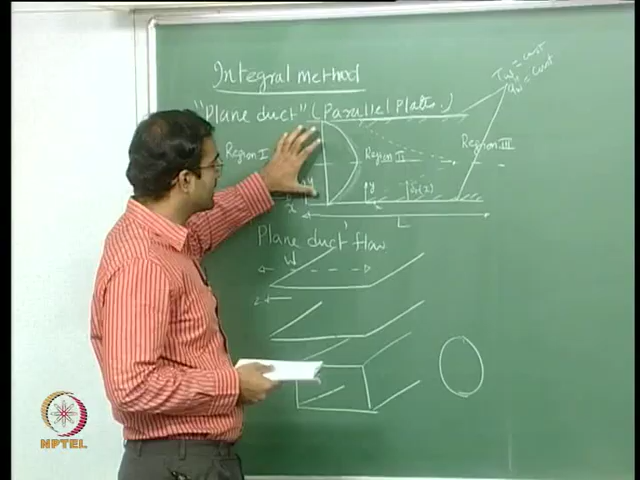 Integral method
"Plane duct" (Parallel Plates.)
Tw = const
qw = const
Region I
Region II
Region III
y
y
x
L
Plane duct flow
W
z
NPTEL